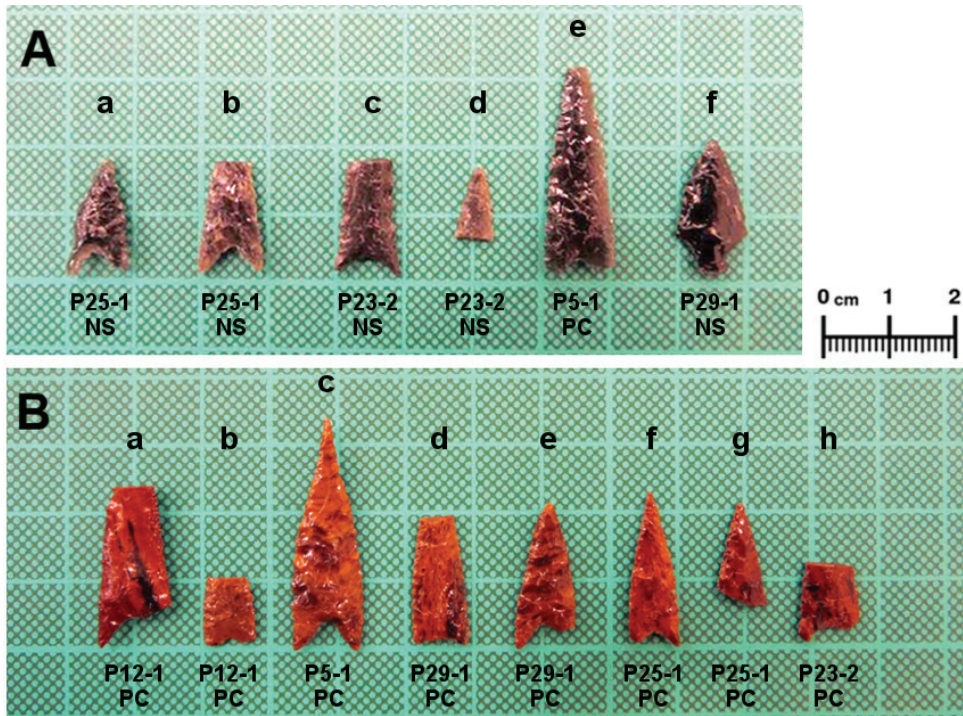 A
a b c d e f
P25-1 P25-1 P23-2 P23-2 P5-1 P29-1
NS NS NS NS PC NS
0 cm 1 2
B
a b c d e f g h
P12-1 P12-1 P5-1 P29-1 P29-1 P25-1 P25-1 P23-2
PC PC PC PC PC PC PC PC